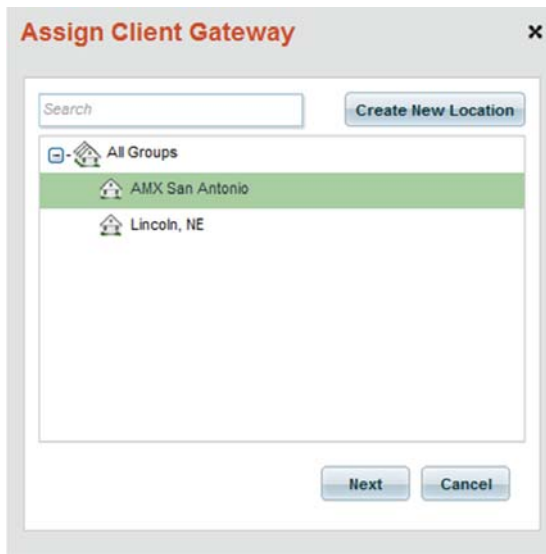 Assign Client Gateway
Search
Create New Location
All Groups
AMX San Antonio
Lincoln, NE
Next
Cancel